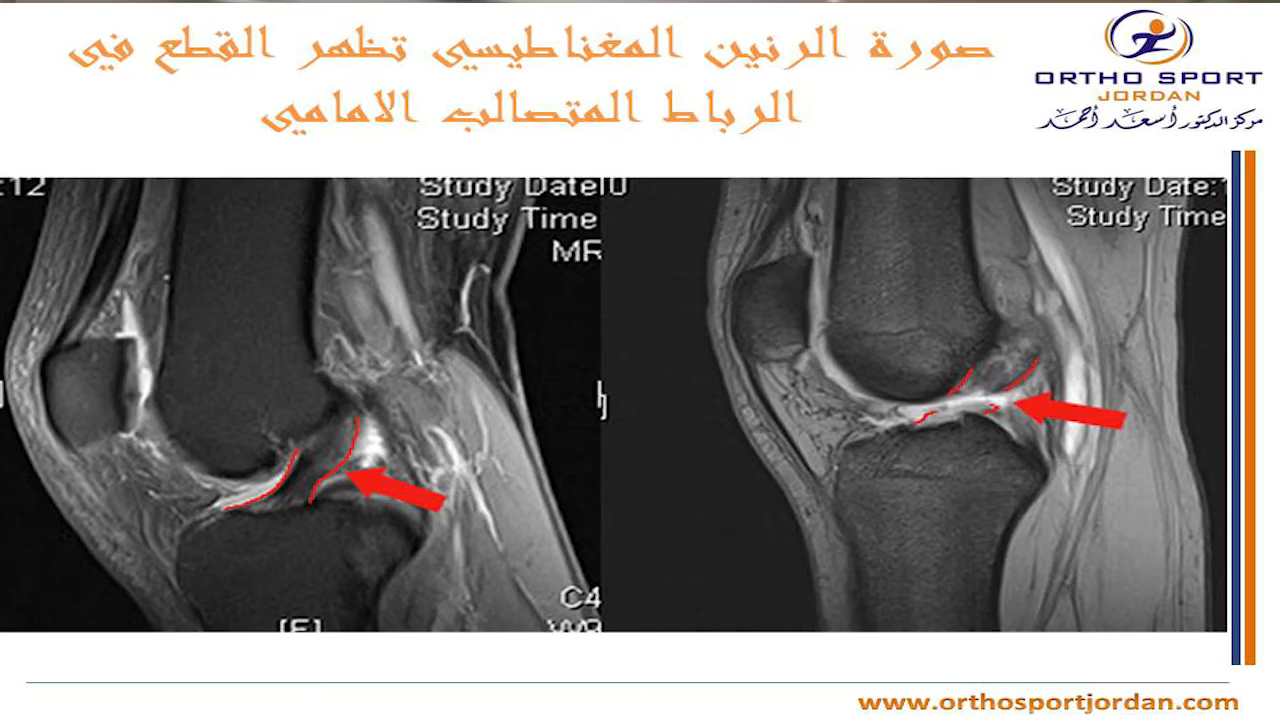 صورة الرنين المغناطيسي تظهر القطع في
الرباط المتصالب الامامي
ORTHO SPORT
JORDAN
مركز الدكتور أسعد أحمد
:12
Study Date
Study Time
MR
C4
[F]
Study Date:
Study Time
www.orthosportjordan.com